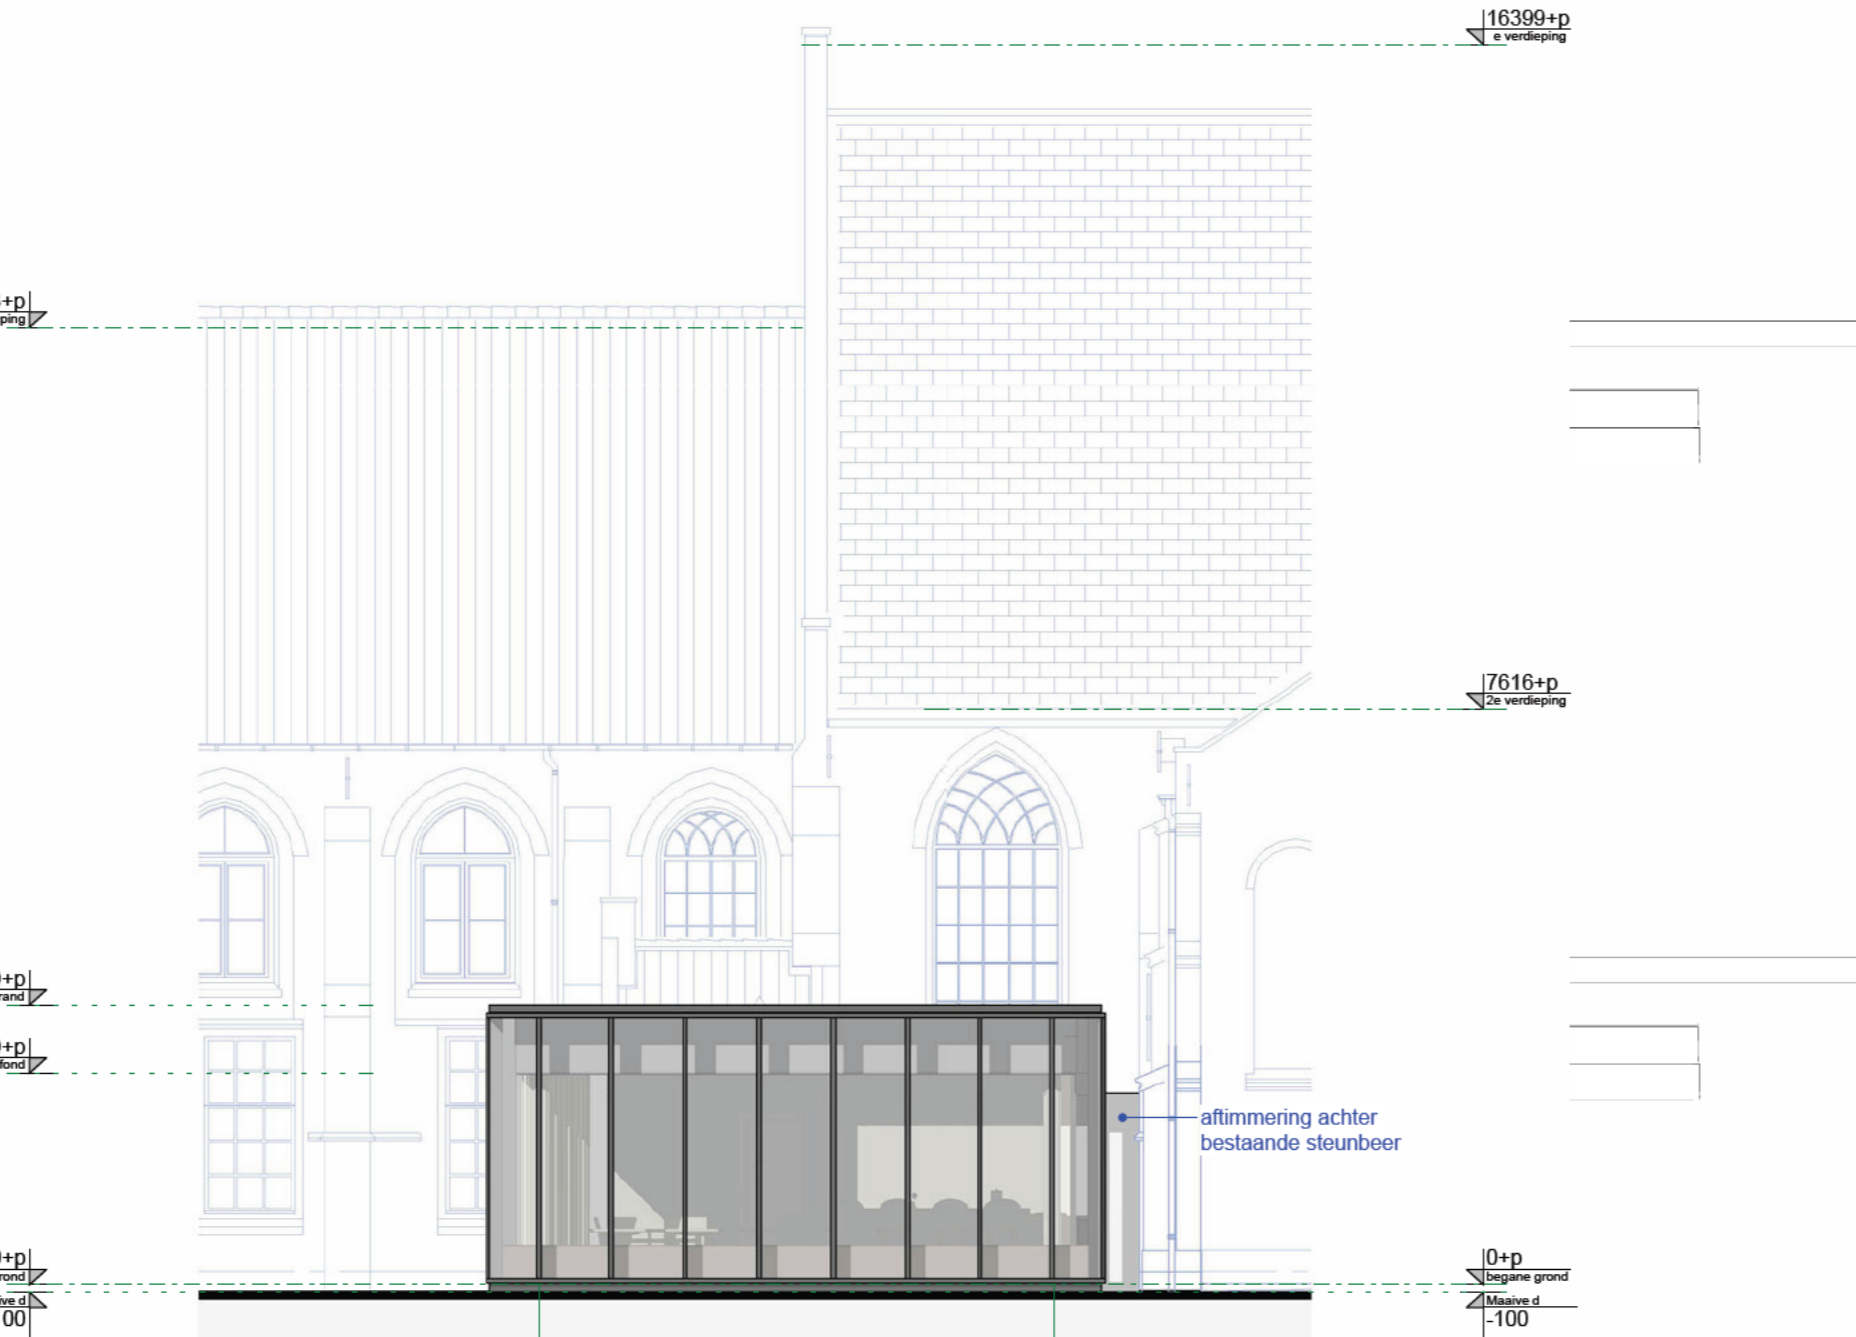 16399+p
e verdieping
+p
ping
7616+p
2e verdieping
+p
rand
+p
fond
aftimmering achter
bestaande steunbeer
+p
rond
ive d
00
0+p
begane grond
Maaive d
-100